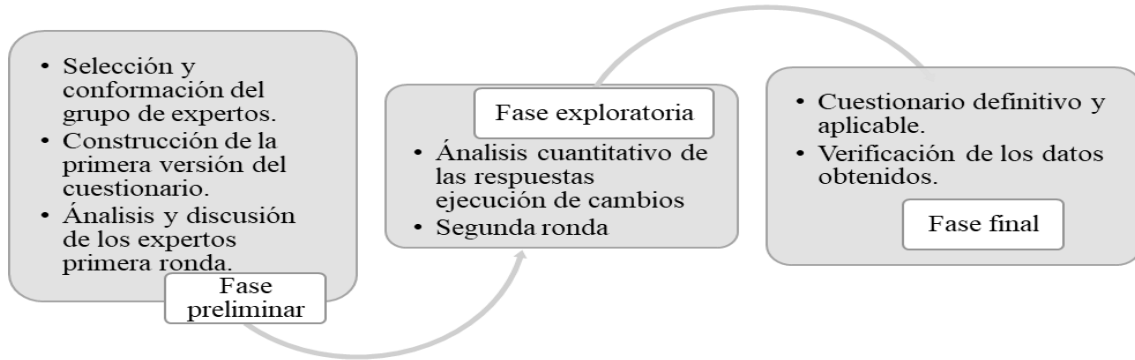 • Selección y
conformación del
grupo de expertos.
• Construcción de la
primera versión del
cuestionario.
• Ánalisis y discusión
de los expertos
primera ronda.
Fase
preliminar
Fase exploratoria
• Ánalisis cuantitativo de
las respuestas
ejecución de cambios
• Segunda ronda
• Cuestionario definitivo y
aplicable.
• Verificación de los datos
obtenidos.
Fase final